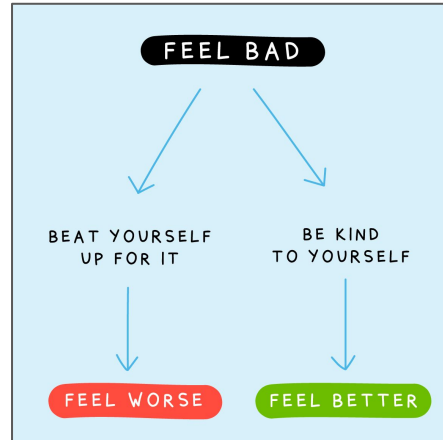 FEEL BAD
BEAT YOURSELF
UP FOR IT
BE KIND
TO YOURSELF
FEEL WORSE
FEEL BETTER